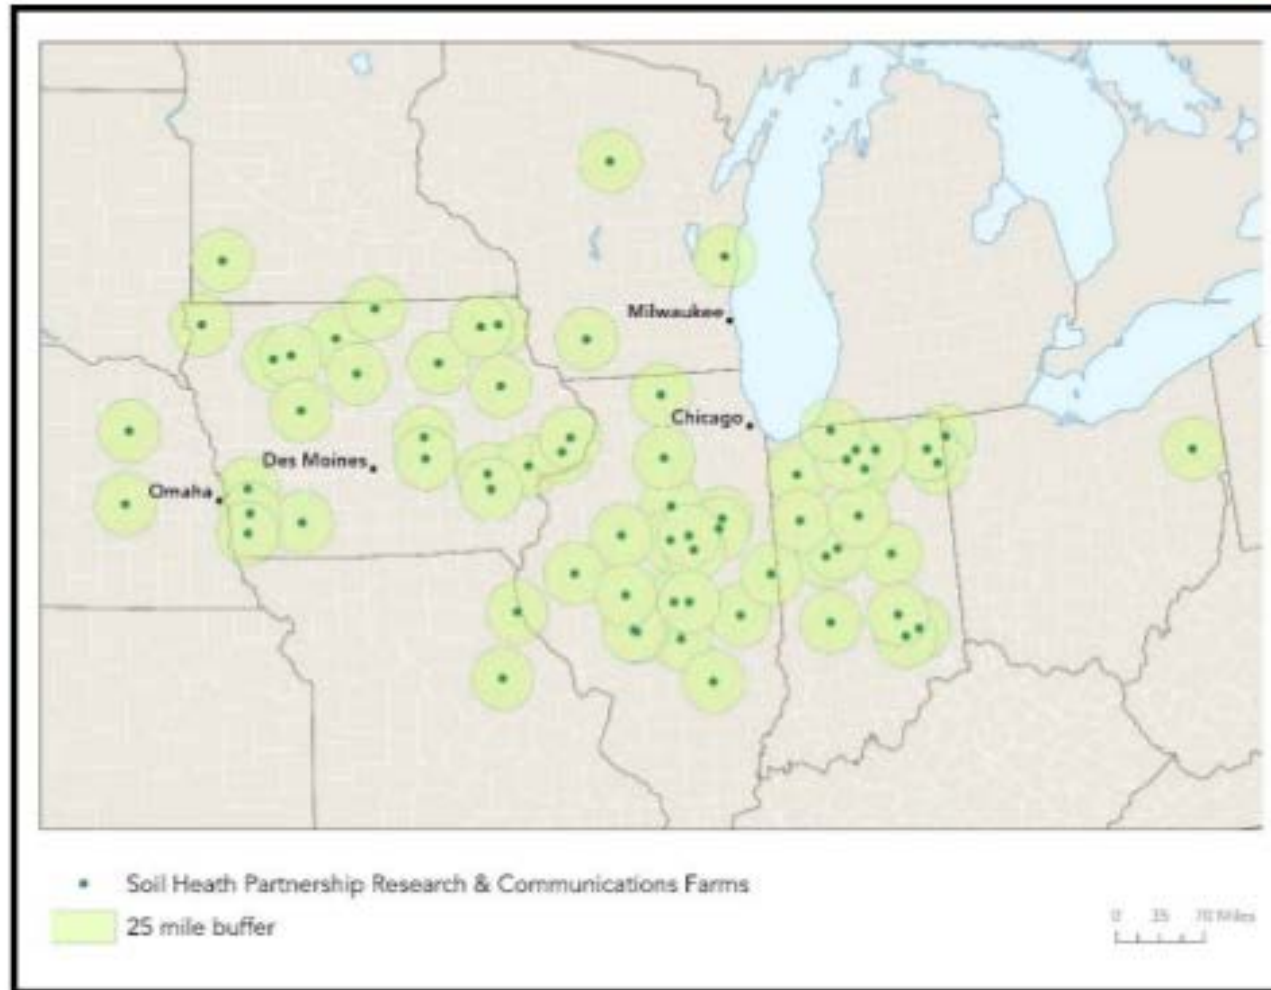 Milwaukee
Chicago
Des Moines
Omaha
Soil Heath Partnership Research & Communications Farms
25 mile buffer
0 35 70 Miles